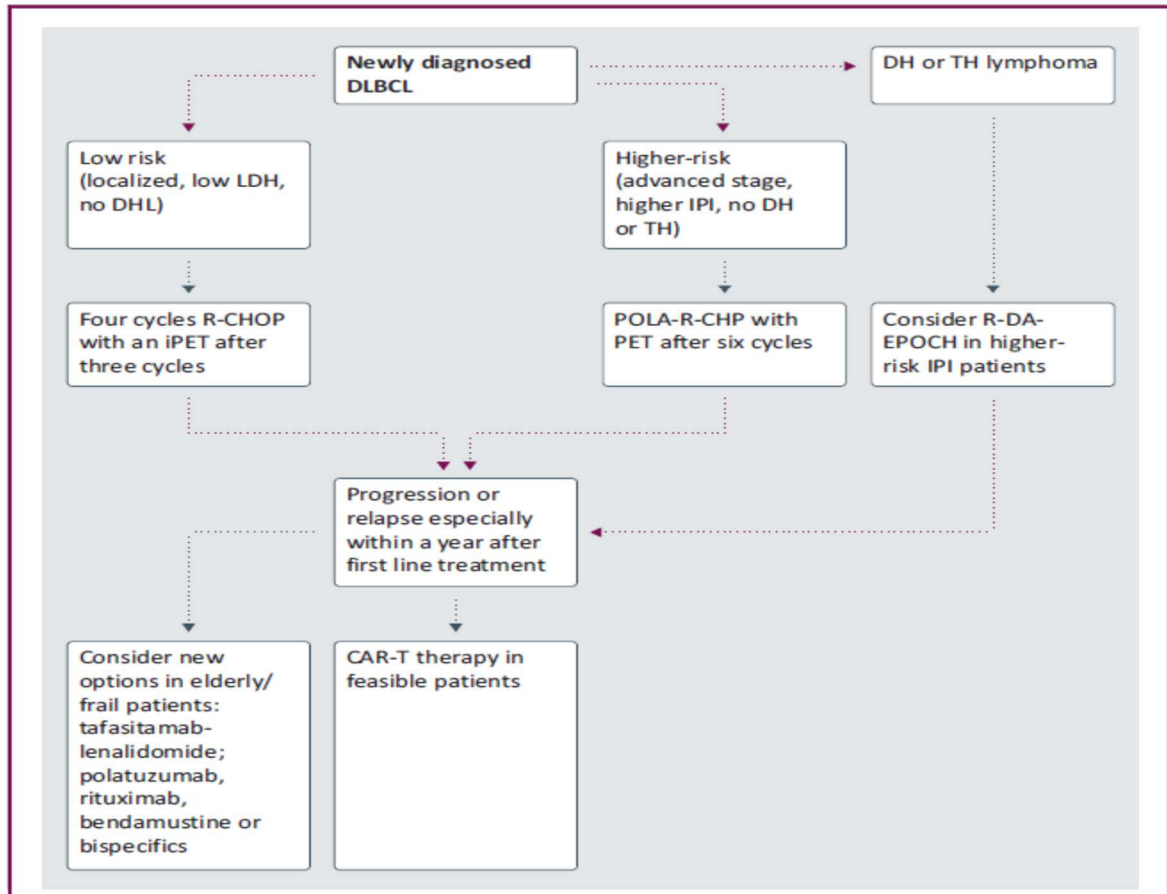 Newly diagnosed
DLBCL
DH or TH lymphoma
Low risk
(localized, low LDH,
no DHL)
Higher-risk
(advanced stage,
higher IPI, no DH
or TH)
Four cycles R-CHOP
with an iPET after
three cycles
POLA-R-CHP with
PET after six cycles
Consider R-DA-
EPOCH in higher-
risk IPI patients
Progression or
relapse especially
within a year after
first line treatment
Consider new
options in elderly/
frail patients:
tafasitamab-
lenalidomide;
polatuzumab,
rituximab,
bendamustine or
bispecifics
CAR-T therapy in
feasible patients